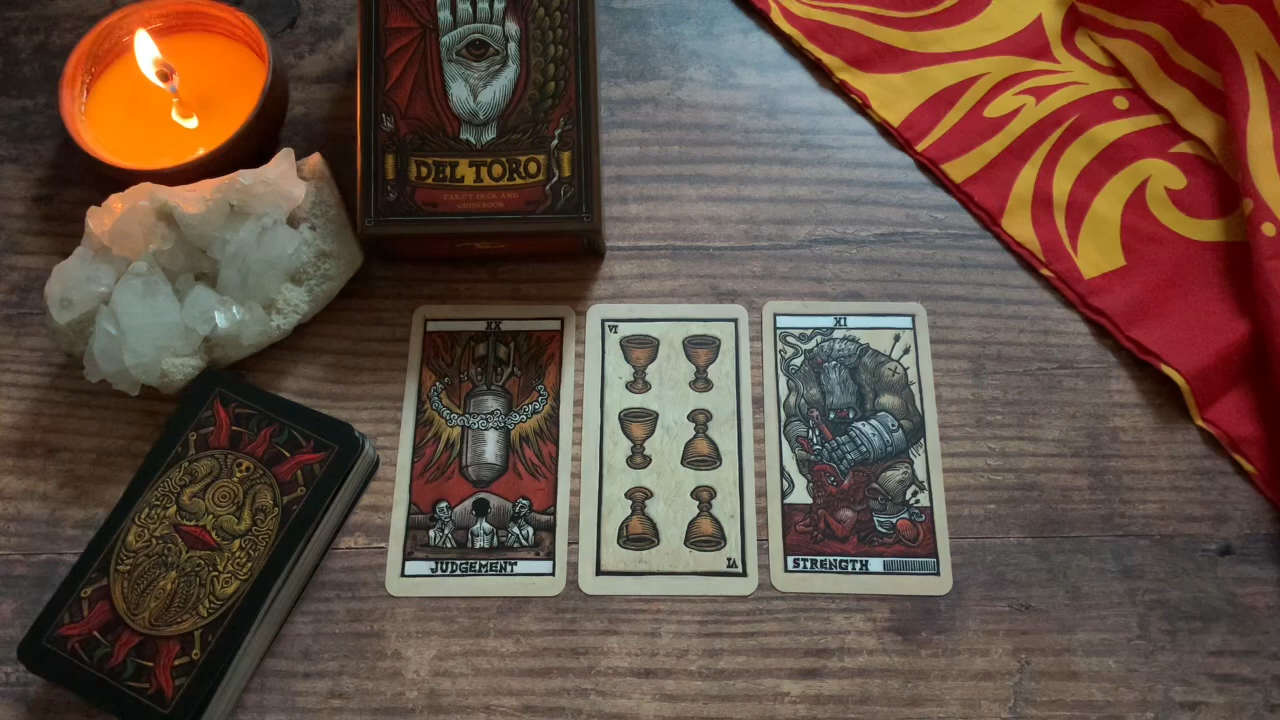 DEL TORO
TAROT DECK AND
GUIDEBOOK
XX
JUDGEMENT
VI
VI
XI
STRENGTH